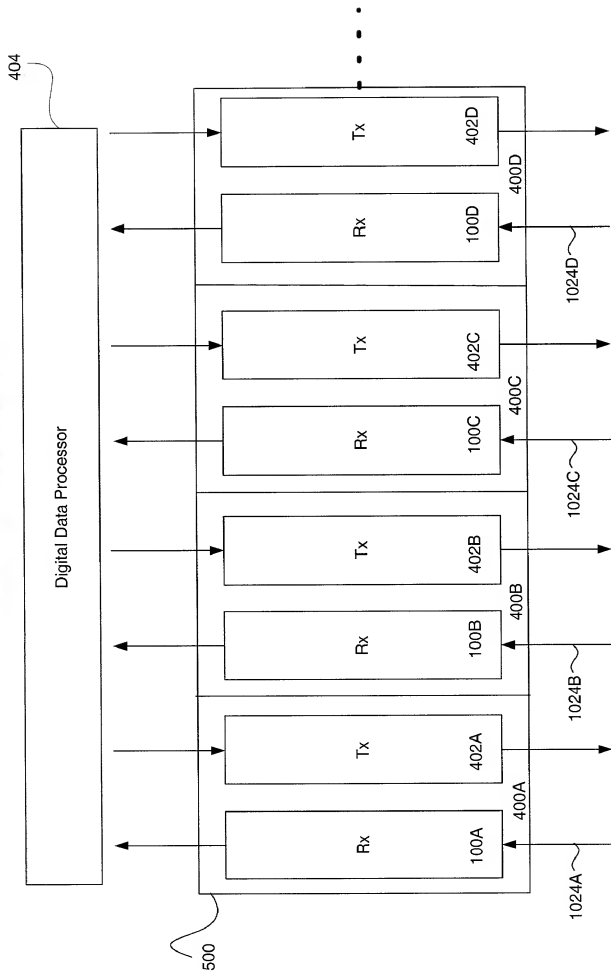 404
Digital Data Processor
500
Rx
100A
Tx
402A
400A
1024A
Rx
100B
Tx
402B
400B
1024B
Rx
100C
Tx
402C
400C
1024C
Rx
100D
Tx
402D
400D
1024D